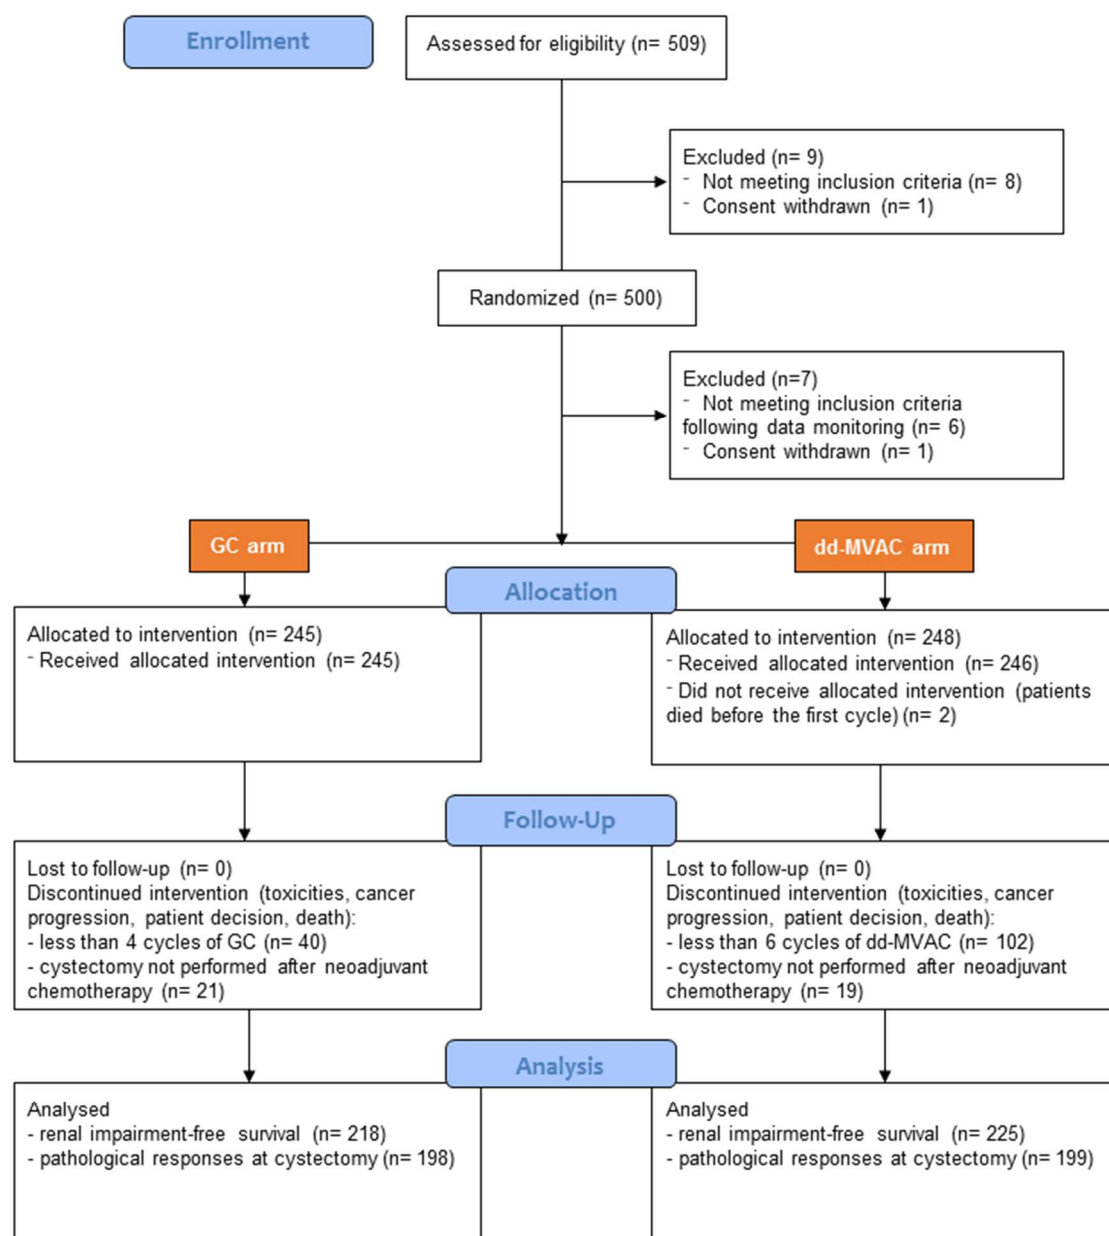 Enrollment
Assessed for eligibility (n= 509)
Excluded (n= 9)
- Not meeting inclusion criteria (n= 8)
- Consent withdrawn (n= 1)
Randomized (n= 500)
Excluded (n=7)
- Not meeting inclusion criteria
following data monitoring (n= 6)
- Consent withdrawn (n= 1)
GC arm
dd-MVAC arm
Allocation
Allocated to intervention (n= 245)
- Received allocated intervention (n= 245)
Allocated to intervention (n= 248)
- Received allocated intervention (n= 246)
- Did not receive allocated intervention (patients
died before the first cycle) (n= 2)
Follow-Up
Lost to follow-up (n= 0)
Discontinued intervention (toxicities, cancer
progression, patient decision, death):
- less than 4 cycles of GC (n= 40)
- cystectomy not performed after neoadjuvant
chemotherapy (n= 21)
Lost to follow-up (n= 0)
Discontinued intervention (toxicities, cancer
progression, patient decision, death):
- less than 6 cycles of dd-MVAC (n= 102)
- cystectomy not performed after neoadjuvant
chemotherapy (n= 19)
Analysis
Analysed
- renal impairment-free survival (n= 218)
- pathological responses at cystectomy (n= 198)
Analysed
- renal impairment-free survival (n= 225)
- pathological responses at cystectomy (n= 199)